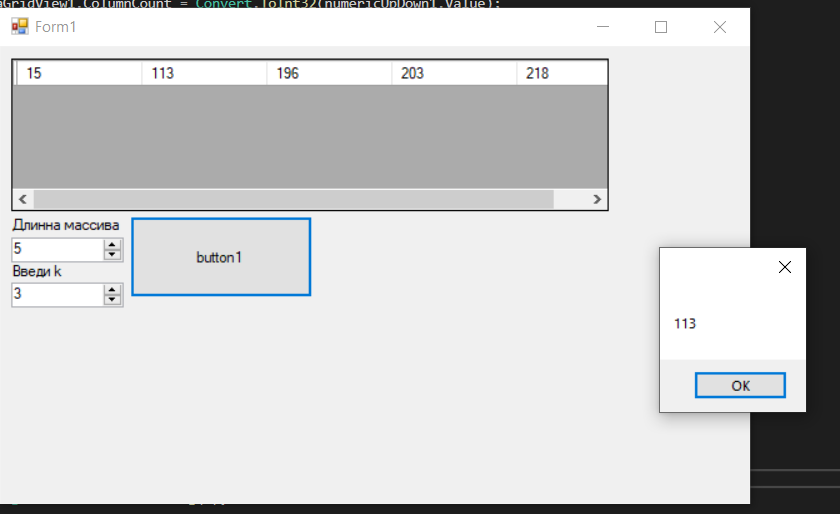 aGridView1.ColumnCount = Convert.ToInt32(numericUpDown1.Value);
Form1
15 113 196 203 218
Длинна массива
5
button1
Введи k
3
113
OK